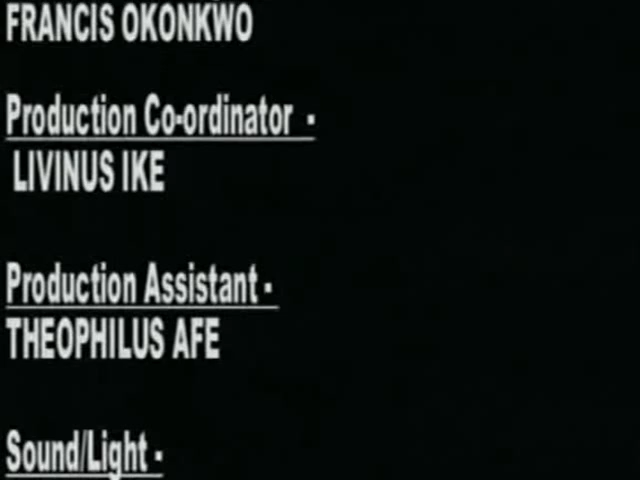 FRANCIS OKONKWO
Production Co-ordinator -
LIVINUS IKE
Production Assistant -
THEOPHILUS AFE
Sound/Light -